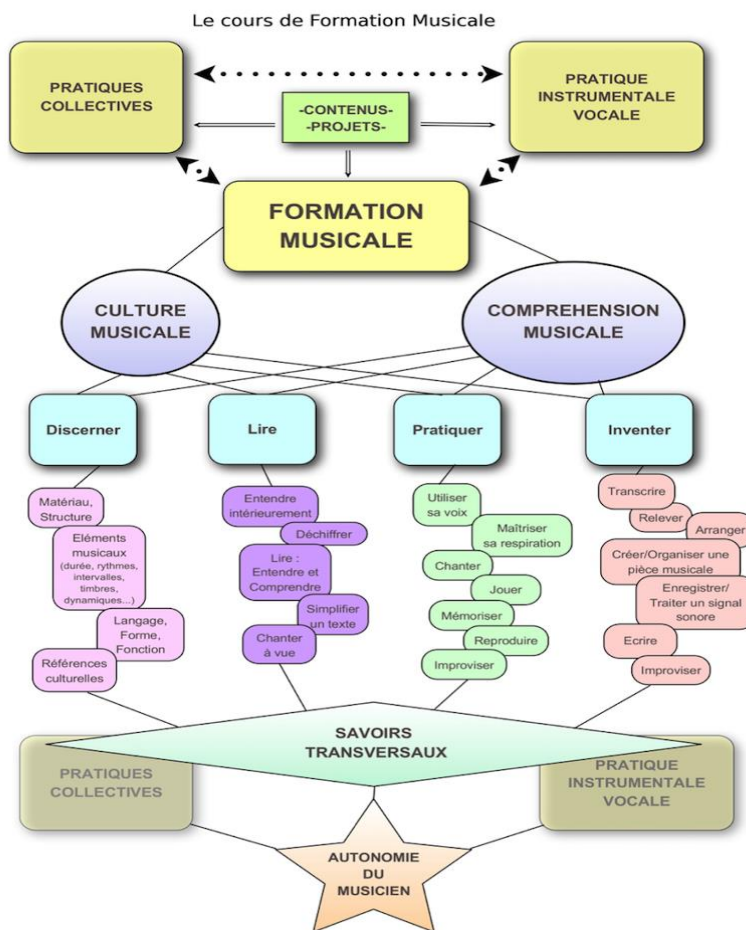 Le cours de Formation Musicale
PRATIQUES
COLLECTIVES
-CONTENUS-
-PROJETS-
PRATIQUE
INSTRUMENTALE
VOCALE
FORMATION
MUSICALE
CULTURE
MUSICALE
COMPREHENSION
MUSICALE
Discerner
Lire
Pratiquer
Inventer
Matériau,
Structure
Eléments
musicaux
(durée, rythmes,
intervalles,
timbres,
dynamiques...)
Langage,
Forme,
Fonction
Références
culturelles
Entendre
intérieurement
Déchiffrer
Lire :
Entendre et
Comprendre
Simplifier
un texte
Chanter
à vue
Utiliser
sa voix
Maîtriser
sa respiration
Chanter
Jouer
Mémoriser
Reproduire
Improviser
Transcrire
Relever
Arranger
Créer/Organiser une
pièce musicale
Enregistrer/
Traiter un signal
sonore
Ecrire
Improviser
SAVOIRS
TRANSVERSAUX
PRATIQUES
COLLECTIVES
PRATIQUE
INSTRUMENTALE
VOCALE
AUTONOMIE
DU
MUSICIEN